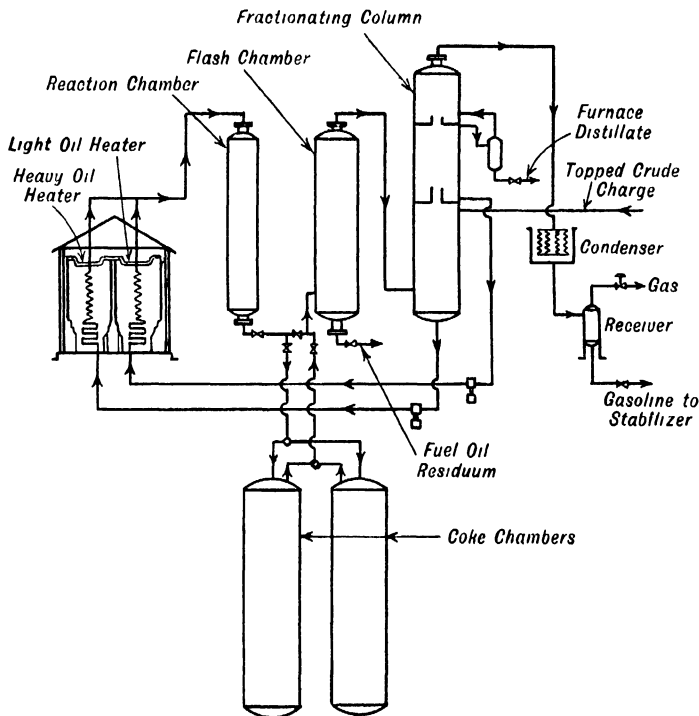 Fractionating Column
Flash Chamber
Reaction Chamber
Light Oil Heater
Heavy Oil
Heater
Furnace
Distillate
Topped Crude
Charge
Condenser
Gas
Receiver
Gasoline to
Stabilizer
Fuel Oil
Residuum
Coke Chambers